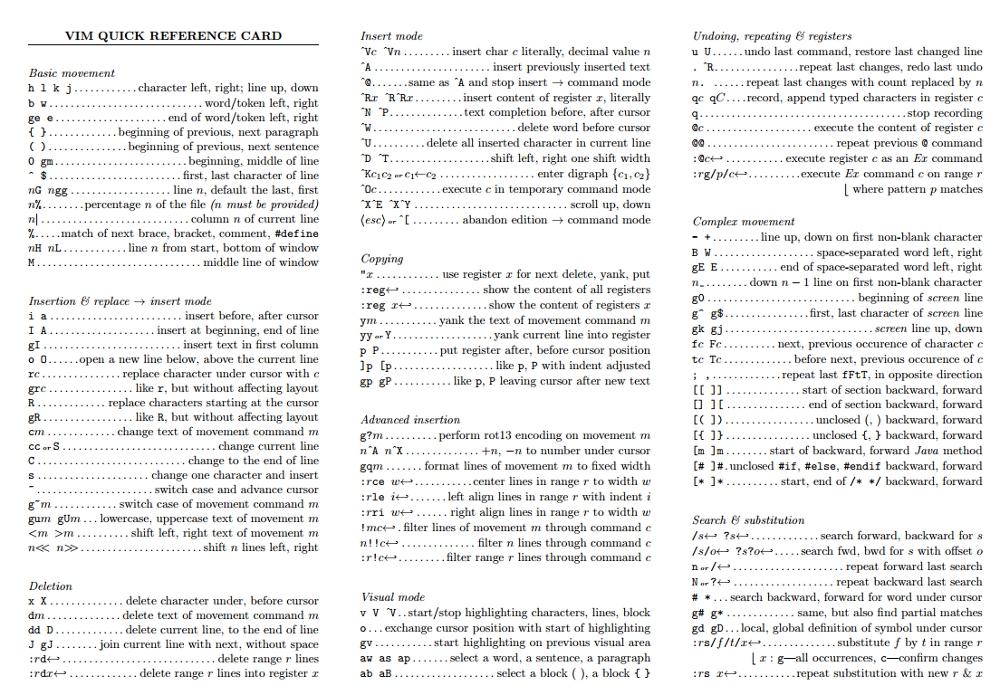 VIM QUICK REFERENCE CARD
Basic movement
h l k j............character left, right; line up, down
b w..............................word/token left, right
ge e.......................end of word/token left, right
{ }..............beginning of previous, next paragraph
( )................beginning of previous, next sentence
0 gm..........................beginning, middle of line
^ $...........................first, last character of line
nG ngg....................line n, default the last, first
n%........percentage n of the file (n must be provided)
n|.............................column n of current line
%.....match of next brace, bracket, comment, #define
nH nL............line n from start, bottom of window
M.................................middle line of window
Insertion & replace → insert mode
i a...........................insert before, after cursor
I A......................insert at beginning, end of line
gI...........................insert text in first column
o O......open a new line below, above the current line
rc................replace character under cursor with c
grc..............like r, but without affecting layout
R.............replace characters starting at the cursor
gR................like R, but without affecting layout
cm..............change text of movement command m
cc or S...............................change current line
C.................................change to the end of line
s........................change one character and insert
~.........................switch case and advance cursor
g~m............switch case of movement command m
gum gUm...lowercase, uppercase text of movement m
<m >m............shift left, right text of movement m
n<< n>>.........................shift n lines left, right
Deletion
x X..............delete character under, before cursor
dm...............delete text of movement command m
dd D.............delete current line, to the end of line
J gJ.......join current line with next, without space
:rd↩.............................delete range r lines
:rdx↩..............delete range r lines into register x
Insert mode
^Vc ^Vn.........insert char c literally, decimal value n
^A.......................insert previously inserted text
^@.......same as ^A and stop insert → command mode
^Rx ^R^Rx..........insert content of register x, literally
^N ^P...............text completion before, after cursor
^W..............................delete word before cursor
^U..........delete all inserted character in current line
^D ^T.....................shift left, right one shift width
^Kc1c2 or c1←c2....................enter digraph {c1,c2}
^Oc..............execute c in temporary command mode
^X^E ^X^Y..............................scroll up, down
⟨esc⟩ or ^[.........abandon edition → command mode
Copying
"x............use register x for next delete, yank, put
:reg↩................show the content of all registers
:reg x↩.............show the content of registers x
ym............yank the text of movement command m
yy or Y....................yank current line into register
p P............put register after, before cursor position
]p [p...................like p, P with indent adjusted
gp gP...........like p, P leaving cursor after new text
Advanced insertion
g?m............perform rot13 encoding on movement m
n^A n^X...............+n, −n to number under cursor
gqm.......format lines of movement m to fixed width
:rce w↩...........center lines in range r to width w
:rle i↩.......left align lines in range r with indent i
:rri w↩.......right align lines in range r to width w
!mc↩.filter lines of movement m through command c
n!!c↩..............filter n lines through command c
:r!c↩.........filter range r lines through command c
Visual mode
v V ^V..start/stop highlighting characters, lines, block
o...exchange cursor position with start of highlighting
gv..........start highlighting on previous visual area
aw as ap.......select a word, a sentence, a paragraph
ab aB...................select a block ( ), a block { }
Undoing, repeating & registers
u U......undo last command, restore last changed line
. ^R...............repeat last changes, redo last undo
n. ......repeat last changes with count replaced by n
qc qC....record, append typed characters in register c
q......................................stop recording
@c.....................execute the content of register c
@@..........................repeat previous @ command
:@c↩.............execute register c as an Ex command
:rg/p/c↩...........execute Ex command c on range r
⌊ where pattern p matches
Complex movement
- +.........line up, down on first non-blank character
B W....................space-separated word left, right
gE E...........end of space-separated word left, right
n_........down n − 1 line on first non-blank character
g0...........................beginning of screen line
g^ g$...............first, last character of screen line
gk gj..............................screen line up, down
fc Fc..........next, previous occurence of character c
tc Tc.............before next, previous occurence of c
; ,..............repeat last fFtT, in opposite direction
[[ ]]...............start of section backward, forward
[] ][...............end of section backward, forward
[( ])..................unclosed (, ) backward, forward
[{ ]}.................unclosed {, } backward, forward
[m ]m........start of backward, forward Java method
[# ]#.unclosed #if, #else, #endif backward, forward
[* ]*............start, end of /* */ backward, forward
Search & substitution
/s↩ ?s↩..............search forward, backward for s
/s/o↩ ?s?o↩.....search fwd, bwd for s with offset o
n or /↩......................repeat forward last search
N or ?↩....................repeat backward last search
# *...search backward, forward for word under cursor
g# g*.............same, but also find partial matches
gd gD...local, global definition of symbol under cursor
:rs/f/t/x↩..............substitute f by t in range r
⌊ x : g—all occurrences, c—confirm changes
:rs x↩...........repeat substitution with new r & x